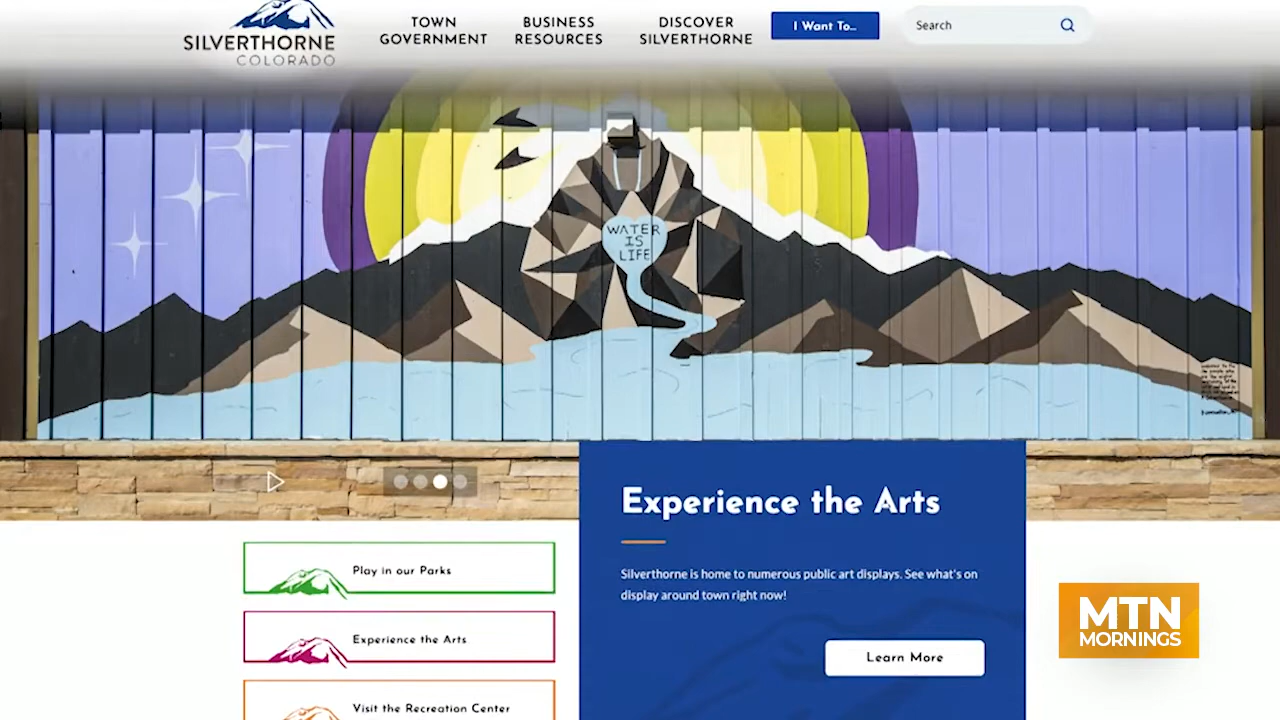 SILVERTHORNE
COLORADO
TOWN
GOVERNMENT
BUSINESS
RESOURCES
DISCOVER
SILVERTHORNE
I Want To...
Search
WATER
IS
LIFE
Experience the Arts
Silverthorne is home to numerous public art displays. See what's on
display around town right now!
Learn More
Play in our Parks
Experience the Arts
Visit the Recreation Center
MTN
MORNINGS